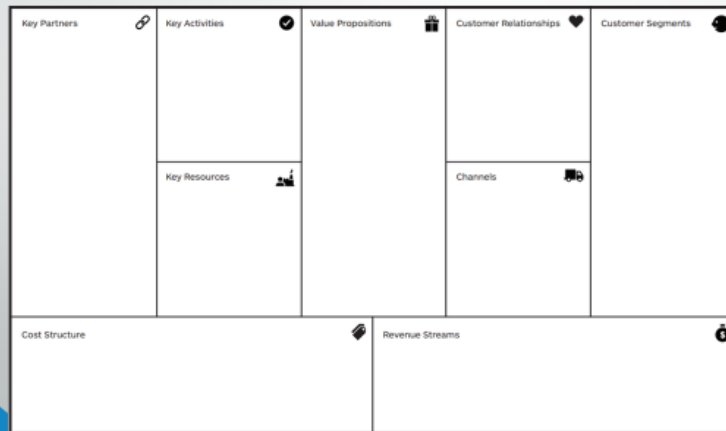 Key Partners
Key Activities
Value Propositions
Customer Relationships
Customer Segments
Key Resources
Channels
Cost Structure
Revenue Streams
$